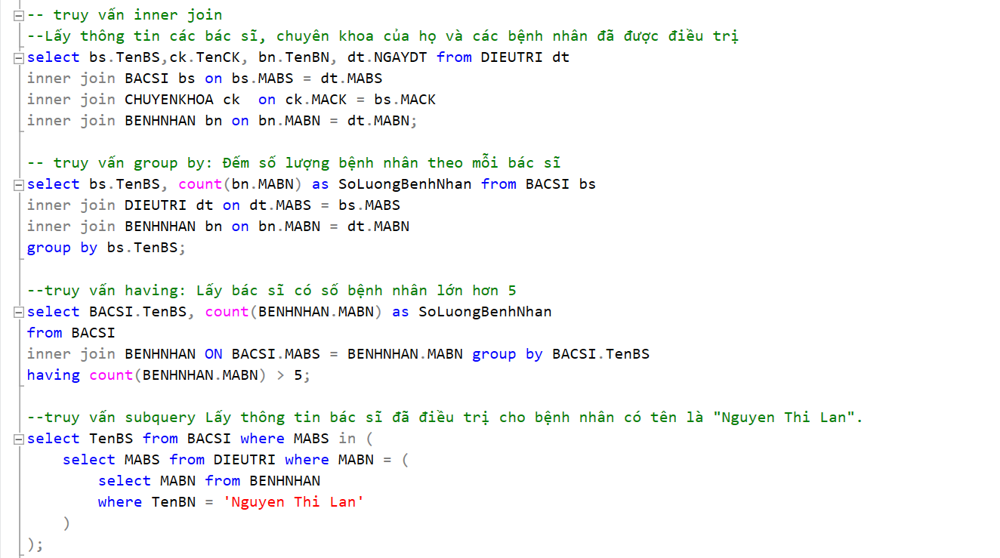 -- truy vấn inner join
--Lấy thông tin các bác sĩ, chuyên khoa của họ và các bệnh nhân đã được điều trị
select bs.TenBS,ck.TenCK, bn.TenBN, dt.NGAYDT from DIEUTRI dt
inner join BACSI bs on bs.MABS = dt.MABS
inner join CHUYENKHOA ck  on ck.MACK = bs.MACK
inner join BENHNHAN bn on bn.MABN = dt.MABN;
-- truy vấn group by: Đếm số lượng bệnh nhân theo mỗi bác sĩ
select bs.TenBS, count(bn.MABN) as SoLuongBenhNhan from BACSI bs
inner join DIEUTRI dt on dt.MABS = bs.MABS
inner join BENHNHAN bn on bn.MABN = dt.MABN
group by bs.TenBS;
--truy vấn having: Lấy bác sĩ có số bệnh nhân lớn hơn 5
select BACSI.TenBS, count(BENHNHAN.MABN) as SoLuongBenhNhan
from BACSI
inner join BENHNHAN ON BACSI.MABS = BENHNHAN.MABN group by BACSI.TenBS
having count(BENHNHAN.MABN) > 5;
--truy vấn subquery Lấy thông tin bác sĩ đã điều trị cho bệnh nhân có tên là "Nguyen Thi Lan".
select TenBS from BACSI where MABS in (
    select MABS from DIEUTRI where MABN = (
        select MABN from BENHNHAN
        where TenBN = 'Nguyen Thi Lan'
    )
);